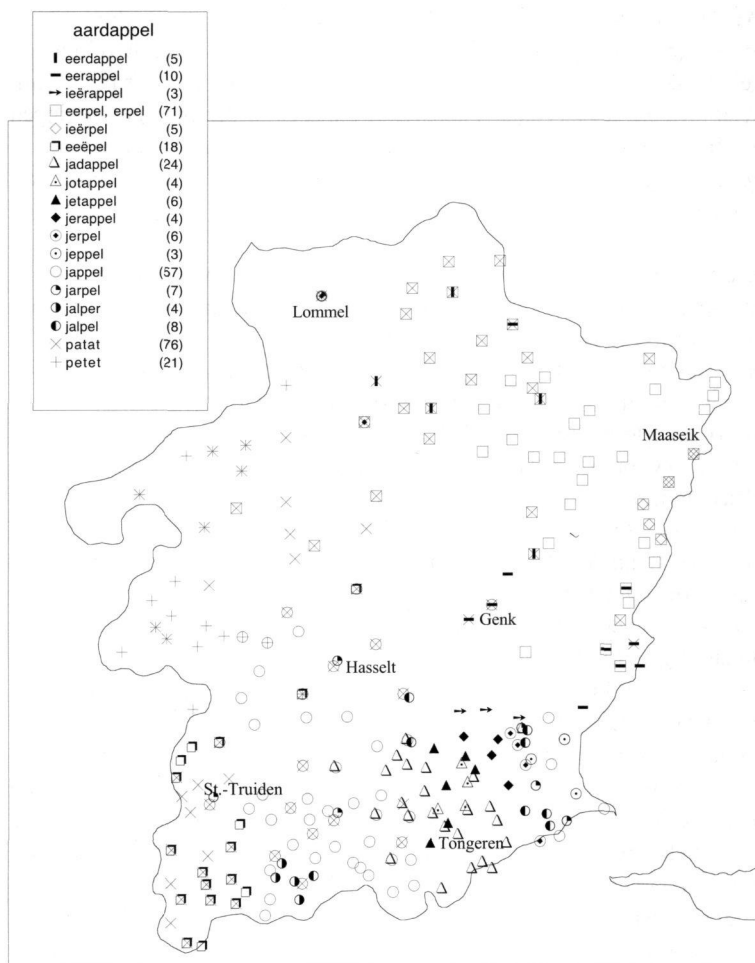 aardappel
eerdappel (5)
eerappel (10)
ieërappel (3)
eerpel, erpel (71)
ieërpel (5)
eeëpel (18)
jadappel (24)
jotappel (4)
jetappel (6)
jerappel (4)
jerpel (6)
jeppel (3)
jappel (57)
jarpel (7)
jalper (4)
jalpel (8)
patat (76)
petet (21)
Lommel
Maaseik
Genk
Hasselt
St.-Truiden
Tongeren